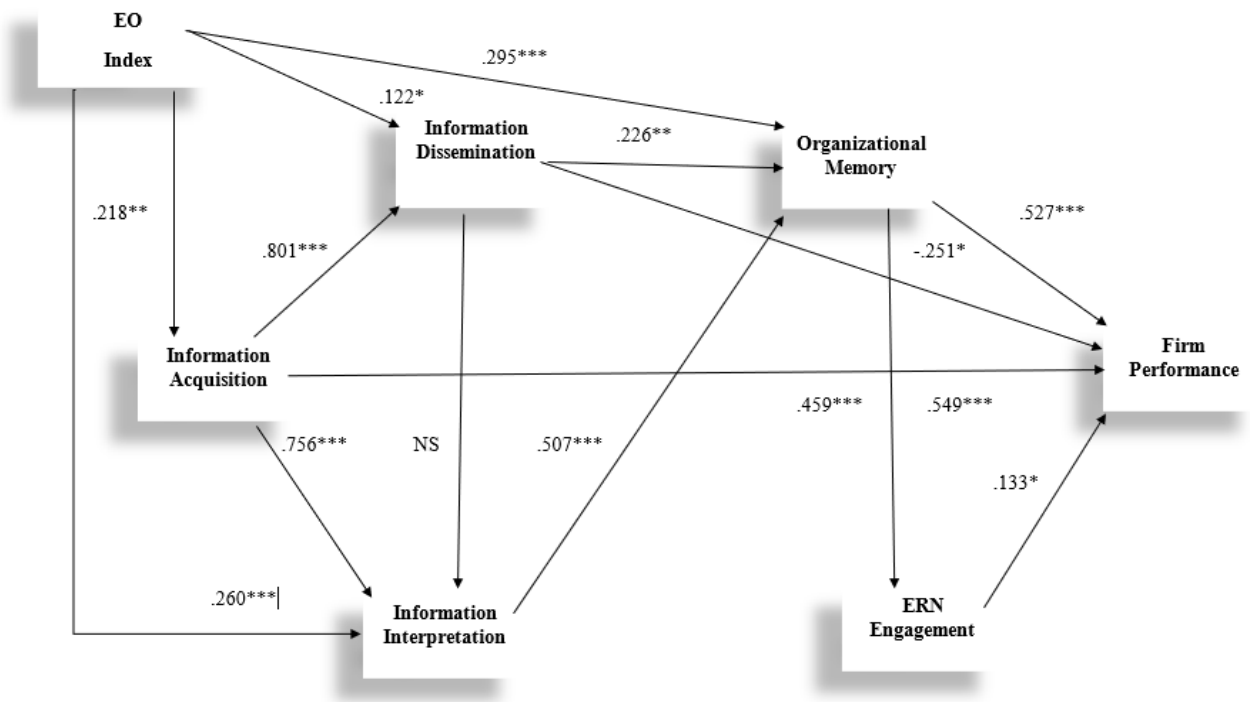 EO
Index
.295***
.122*
Information
Dissemination
.226**
Organizational
Memory
.218**
.801***
.527***
-.251*
Information
Acquisition
Firm
Performance
.459***
.549***
.756***
NS
.507***
.133*
.260***
Information
Interpretation
ERN
Engagement